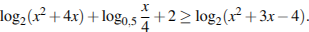 log₂(x² + 4x) + log₀,₅ x/4 + 2 ≥ log₂(x² + 3x − 4).